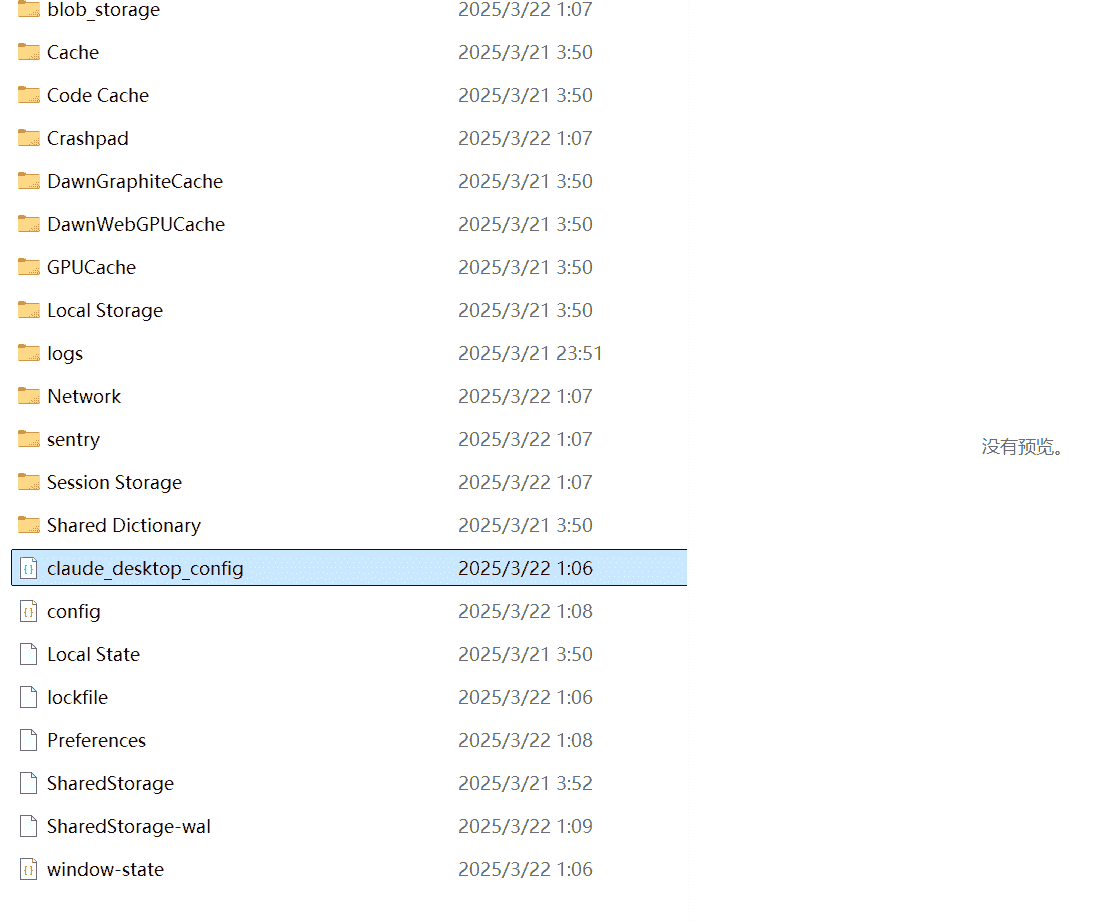 blob_storage 2025/3/22 1:07
Cache 2025/3/21 3:50
Code Cache 2025/3/21 3:50
Crashpad 2025/3/22 1:07
DawnGraphiteCache 2025/3/21 3:50
DawnWebGPUCache 2025/3/21 3:50
GPUCache 2025/3/21 3:50
Local Storage 2025/3/21 3:50
logs 2025/3/21 23:51
Network 2025/3/22 1:07
没有预览。
sentry 2025/3/22 1:07
Session Storage 2025/3/22 1:07
Shared Dictionary 2025/3/21 3:50
claude_desktop_config 2025/3/22 1:06
config 2025/3/22 1:08
Local State 2025/3/21 3:50
lockfile 2025/3/22 1:06
Preferences 2025/3/22 1:08
SharedStorage 2025/3/21 3:52
SharedStorage-wal 2025/3/22 1:09
window-state 2025/3/22 1:06